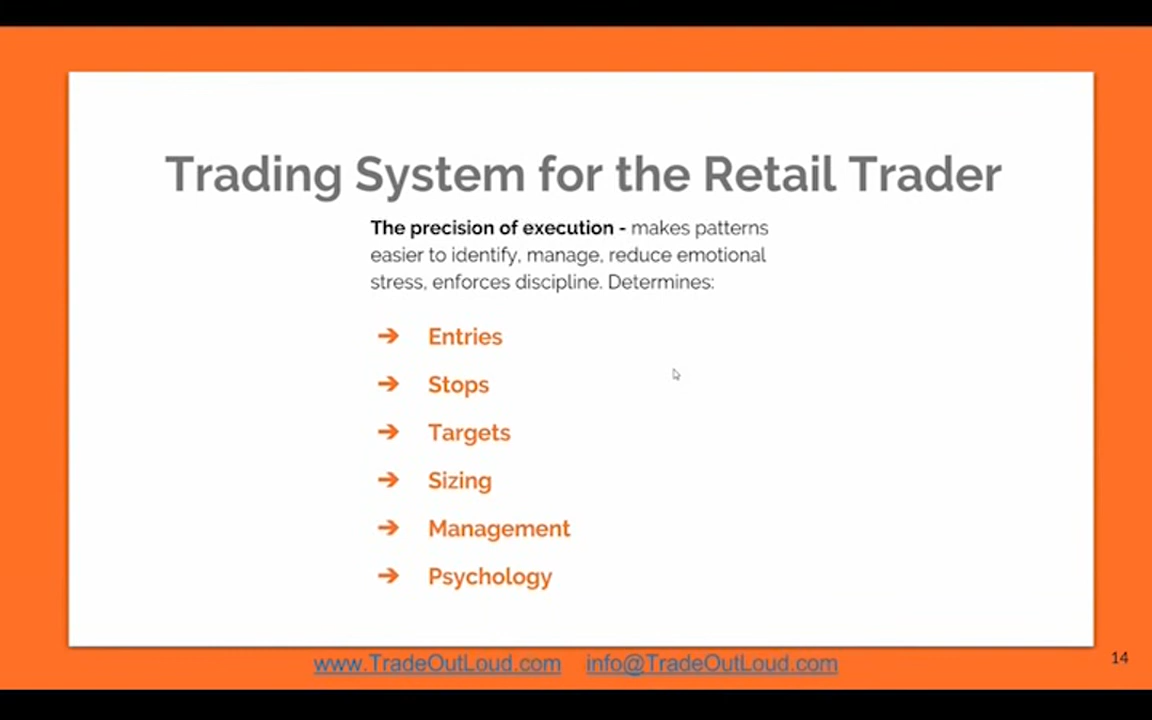 Trading System for the Retail Trader
The precision of execution - makes patterns
easier to identify, manage, reduce emotional
stress, enforces discipline. Determines:
➔ Entries
➔ Stops
➔ Targets
➔ Sizing
➔ Management
➔ Psychology
www.TradeOutLoud.com info@TradeOutLoud.com
14